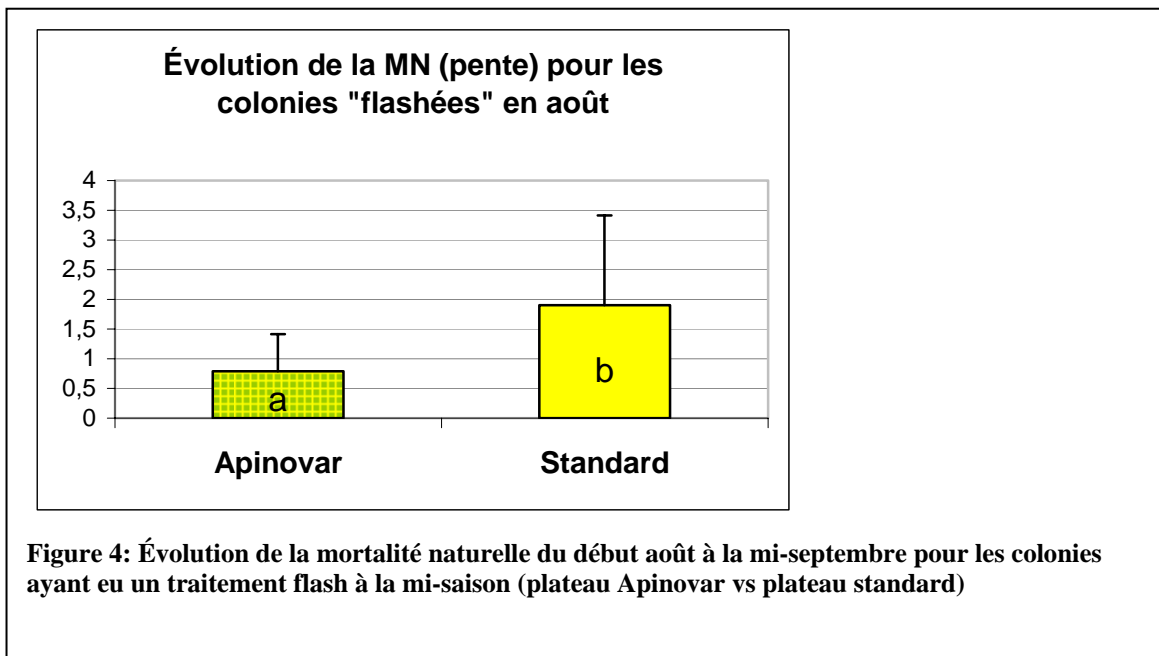 Évolution de la MN (pente) pour les
colonies "flashées" en août
4
3,5
3
2,5
2
1,5
1
0,5
0
a
b
Apinovar
Standard
Figure 4: Évolution de la mortalité naturelle du début août à la mi-septembre pour les colonies
ayant eu un traitement flash à la mi-saison (plateau Apinovar vs plateau standard)